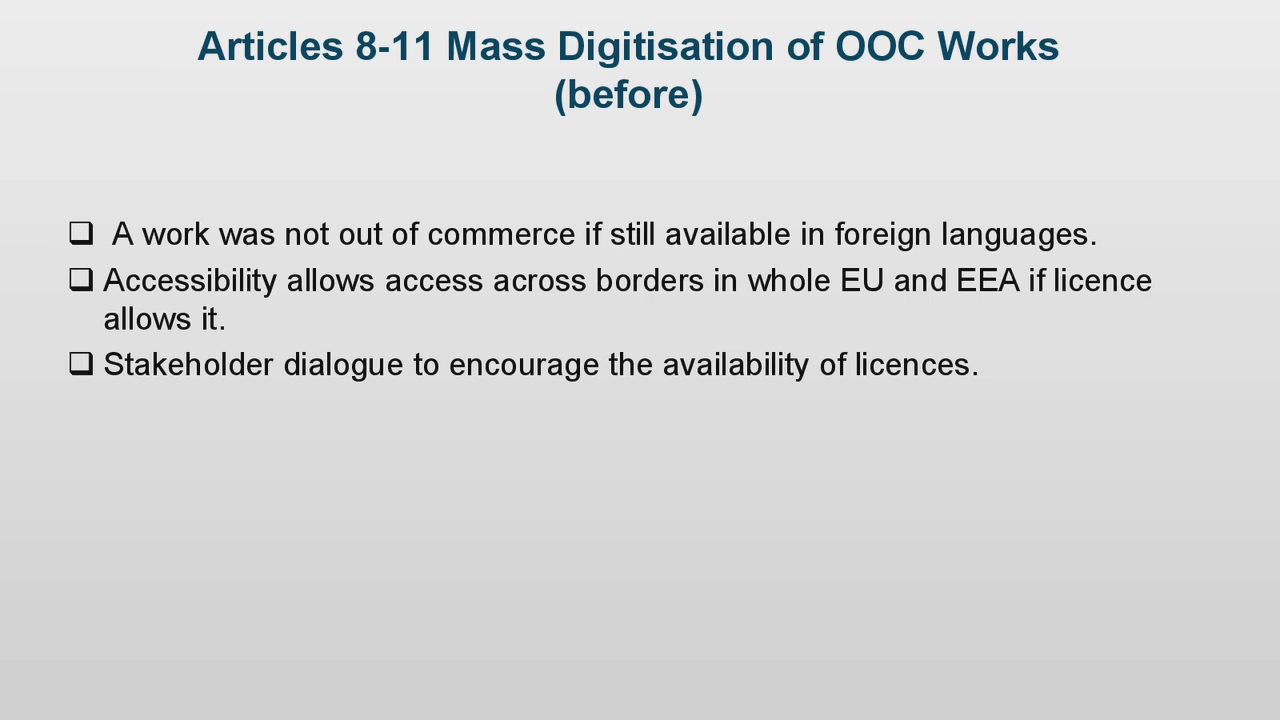 Articles 8-11 Mass Digitisation of OOC Works
(before)
❑ A work was not out of commerce if still available in foreign languages.
❑ Accessibility allows access across borders in whole EU and EEA if licence
allows it.
❑ Stakeholder dialogue to encourage the availability of licences.